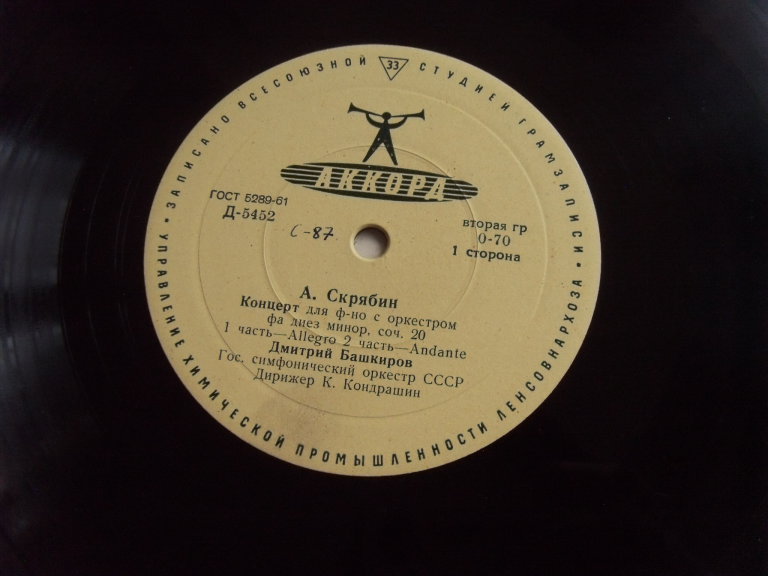 • ЗАПИСАНО ВСЕСОЮЗНОЙ 33 СТУДИЕЙ ГРАМЗАПИСИ •
АККОРД
ГОСТ 5289-61
Д-5452
вторая гр
0-70
1 сторона
С-87
А. Скрябин
Концерт для ф-но с оркестром
фа диез минор, соч. 20
1 часть—Allegro 2 часть—Andante
Дмитрий Башкиров
Гос. симфонический оркестр СССР
Дирижер К. Кондрашин
УПРАВЛЕНИЕ ХИМИЧЕСКОЙ ПРОМЫШЛЕННОСТИ ЛЕНСОВНАРХОЗА